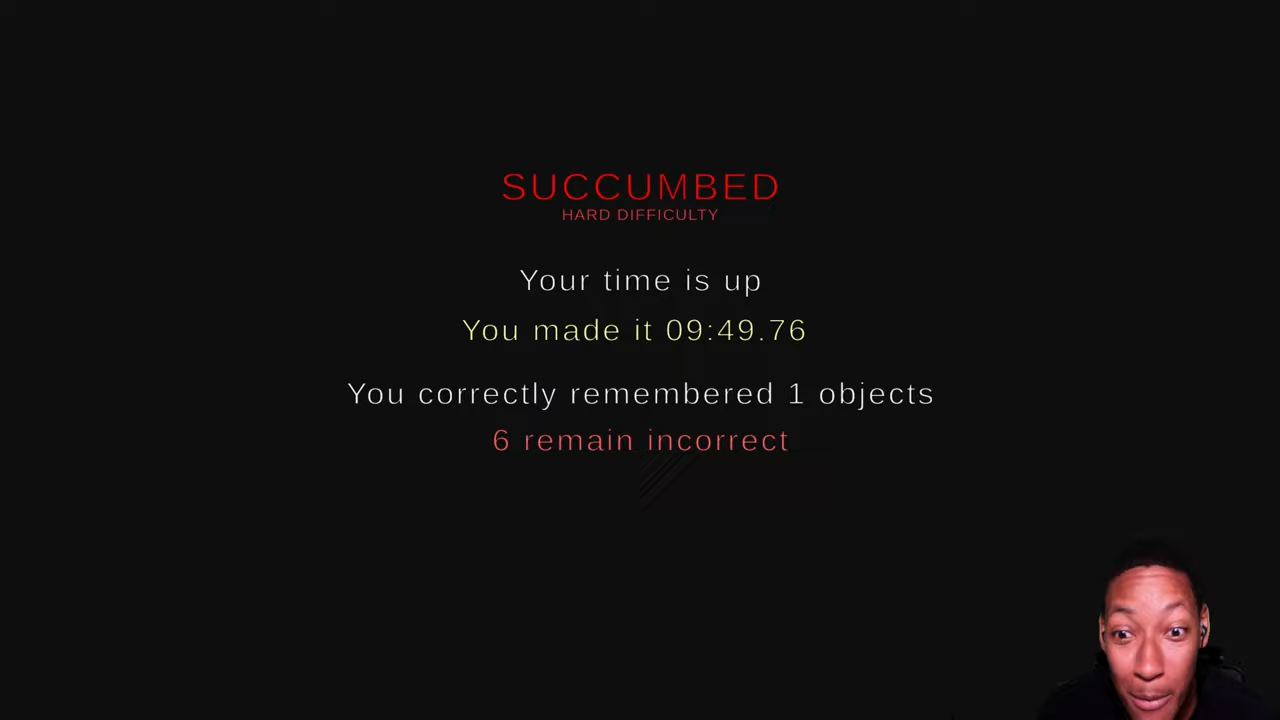 SUCCUMBED
HARD DIFFICULTY
Your time is up
You made it 09:49.76
You correctly remembered 1 objects
6 remain incorrect